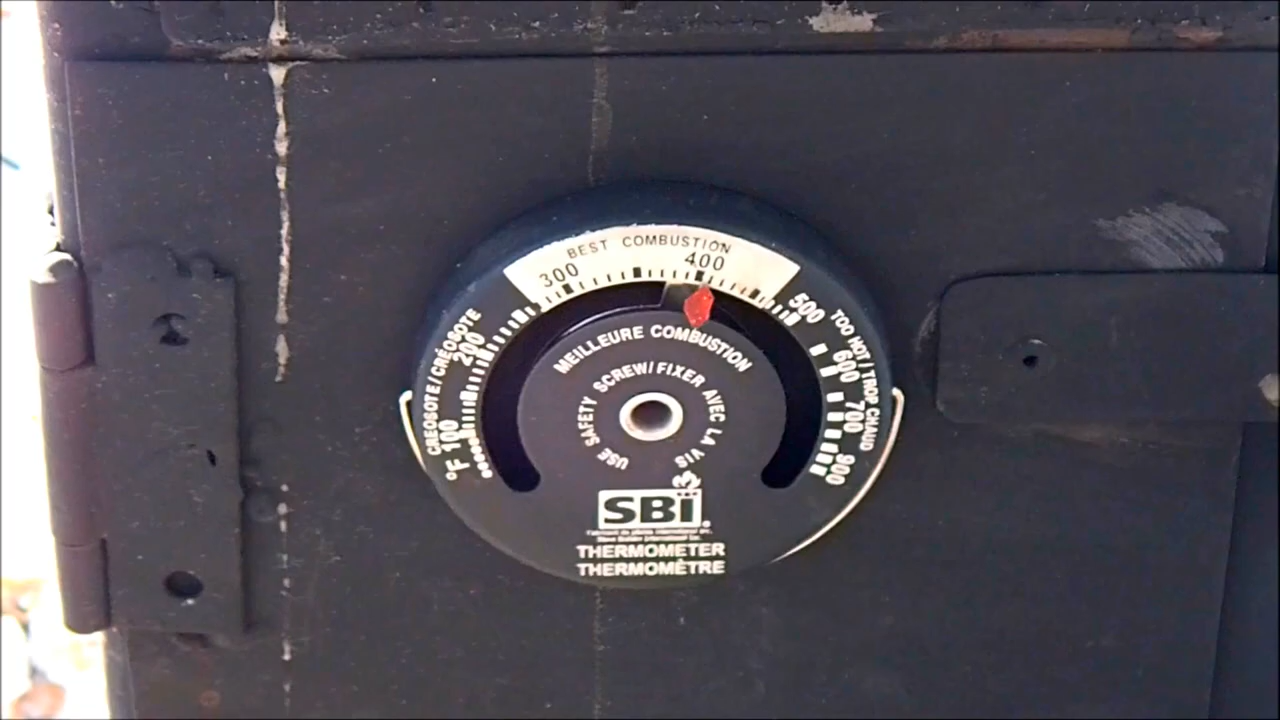 BEST COMBUSTION
300 400
CREOSOTE/CRÉOSOTE
TOO HOT/TROP CHAUD
°F 100 200
500 600 700 900
MEILLEURE COMBUSTION
USE SAFETY SCREW/FIXER AVEC LA VIS
SBi
THERMOMETER
THERMOMÈTRE